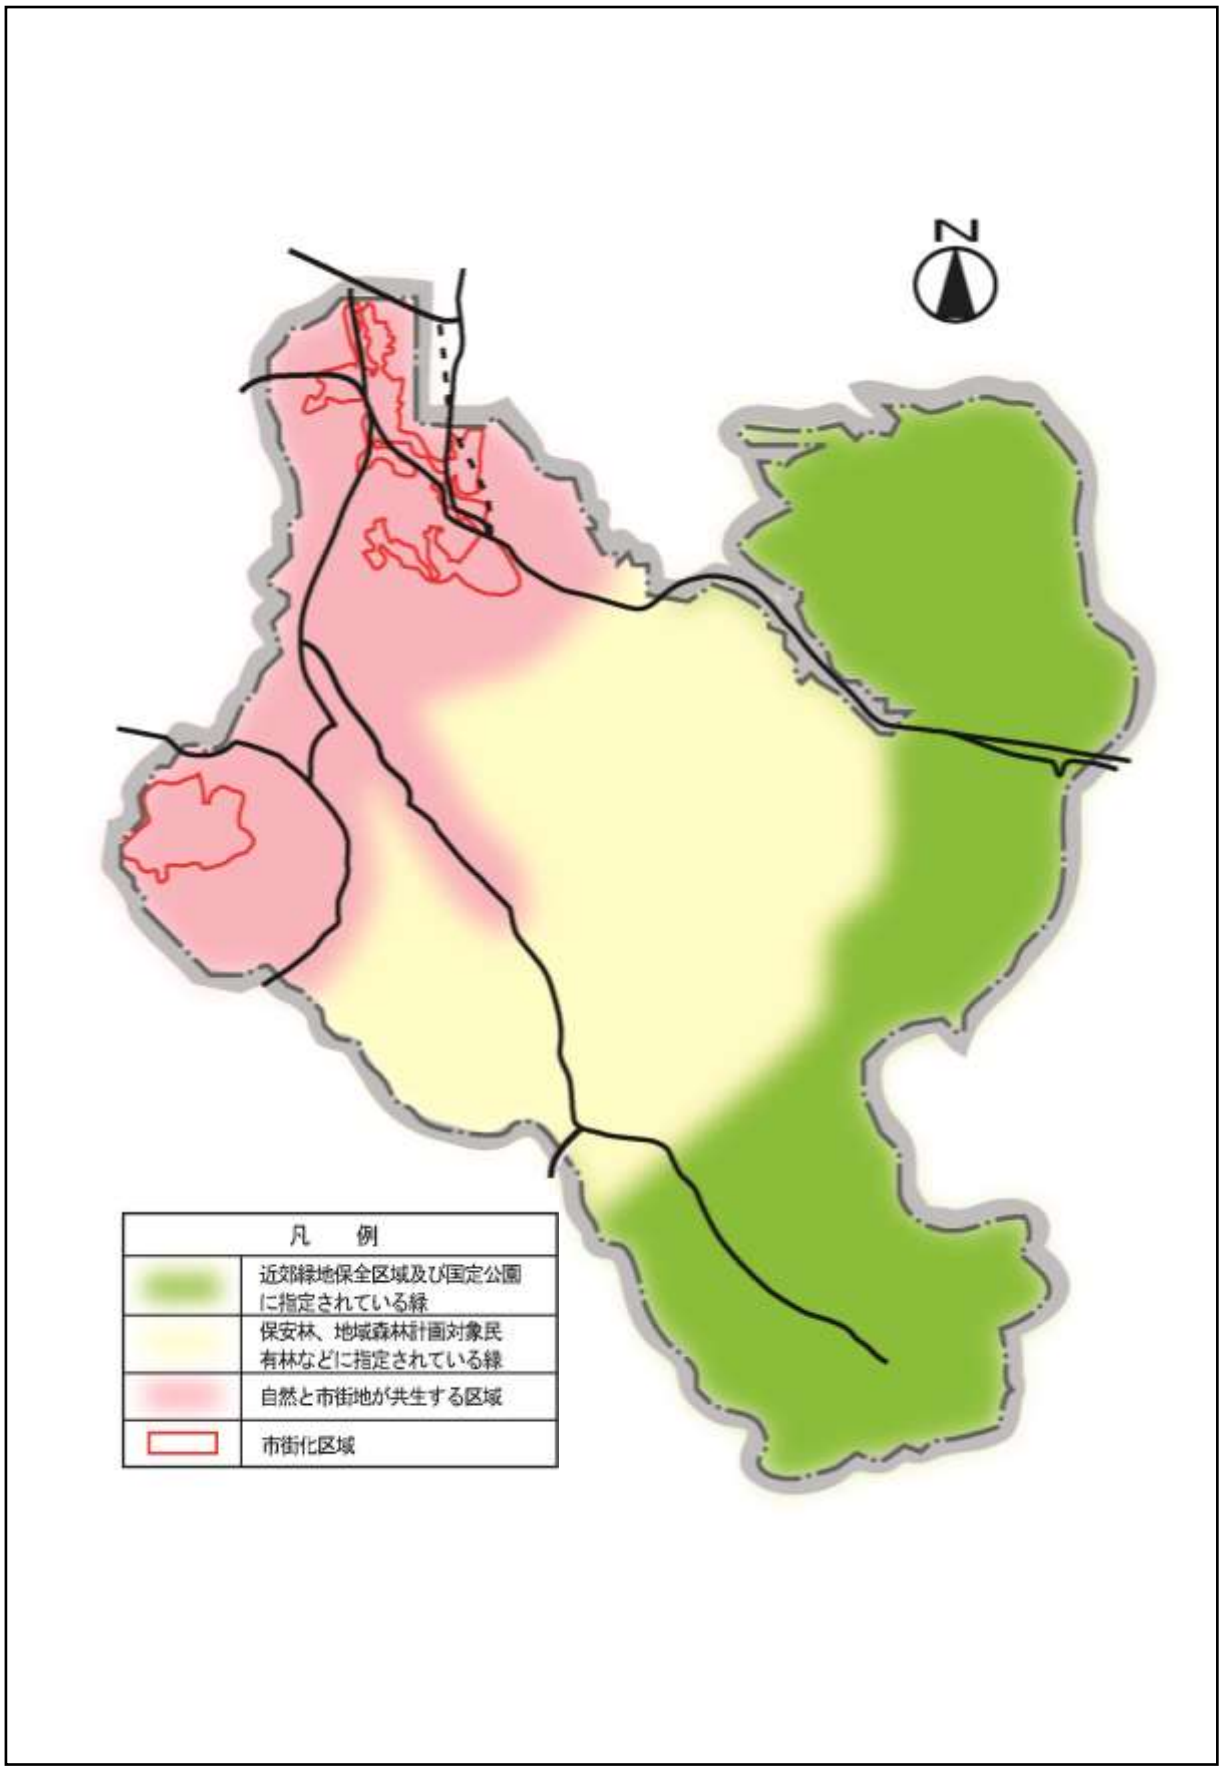 N
凡　例
近郊緑地保全区域及び国定公園
に指定されている緑
保安林、地域森林計画対象民
有林などに指定されている緑
自然と市街地が共生する区域
市街化区域